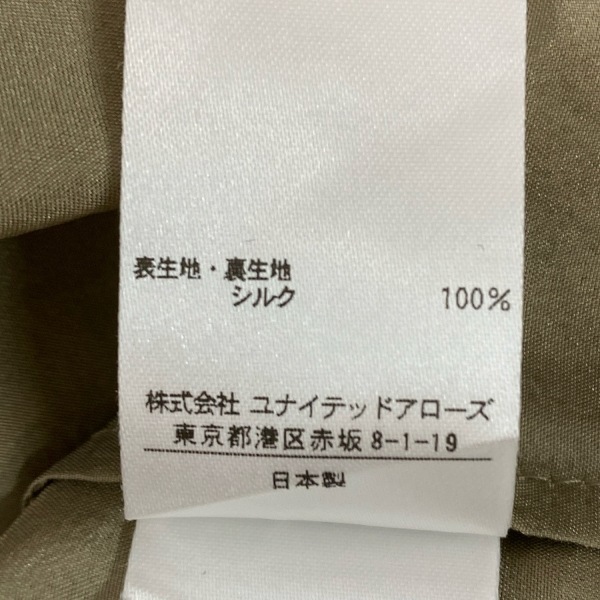 表生地・裏生地
シルク 100%
株式会社 ユナイテッドアローズ
東京都港区赤坂 8-1-19
日本製